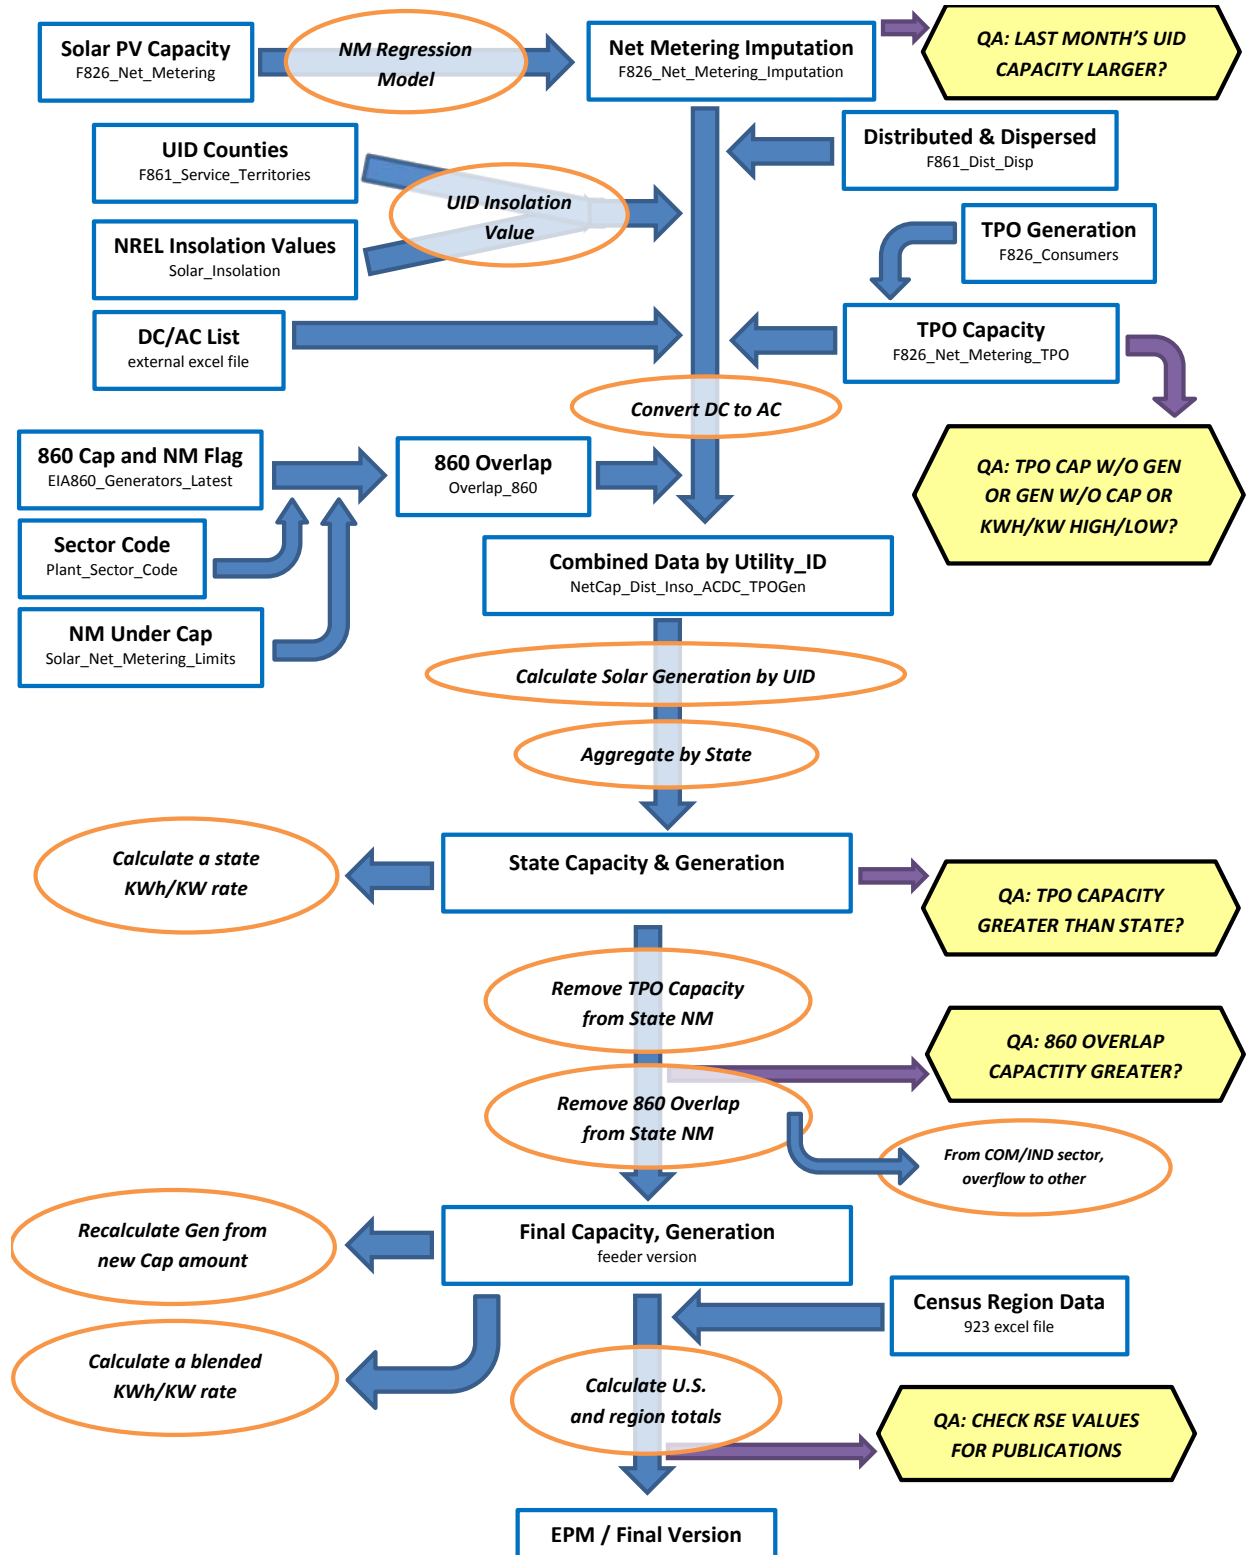 Solar PV Capacity
F826_Net_Metering
NM Regression
Model
Net Metering Imputation
F826_Net_Metering_Imputation
QA: LAST MONTH'S UID
CAPACITY LARGER?
UID Counties
F861_Service_Territories
Distributed & Dispersed
F861_Dist_Disp
UID Insolation
Value
NREL Insolation Values
Solar_Insolation
TPO Generation
F826_Consumers
DC/AC List
external excel file
TPO Capacity
F826_Net_Metering_TPO
Convert DC to AC
860 Cap and NM Flag
EIA860_Generators_Latest
860 Overlap
Overlap_860
QA: TPO CAP W/O GEN
OR GEN W/O CAP OR
KWH/KW HIGH/LOW?
Sector Code
Plant_Sector_Code
Combined Data by Utility_ID
NetCap_Dist_Inso_ACDC_TPOGen
NM Under Cap
Solar_Net_Metering_Limits
Calculate Solar Generation by UID
Aggregate by State
Calculate a state
KWh/KW rate
State Capacity & Generation
QA: TPO CAPACITY
GREATER THAN STATE?
Remove TPO Capacity
from State NM
QA: 860 OVERLAP
CAPACTITY GREATER?
Remove 860 Overlap
from State NM
From COM/IND sector,
overflow to other
Recalculate Gen from
new Cap amount
Final Capacity, Generation
feeder version
Census Region Data
923 excel file
Calculate a blended
KWh/KW rate
Calculate U.S.
and region totals
QA: CHECK RSE VALUES
FOR PUBLICATIONS
EPM / Final Version